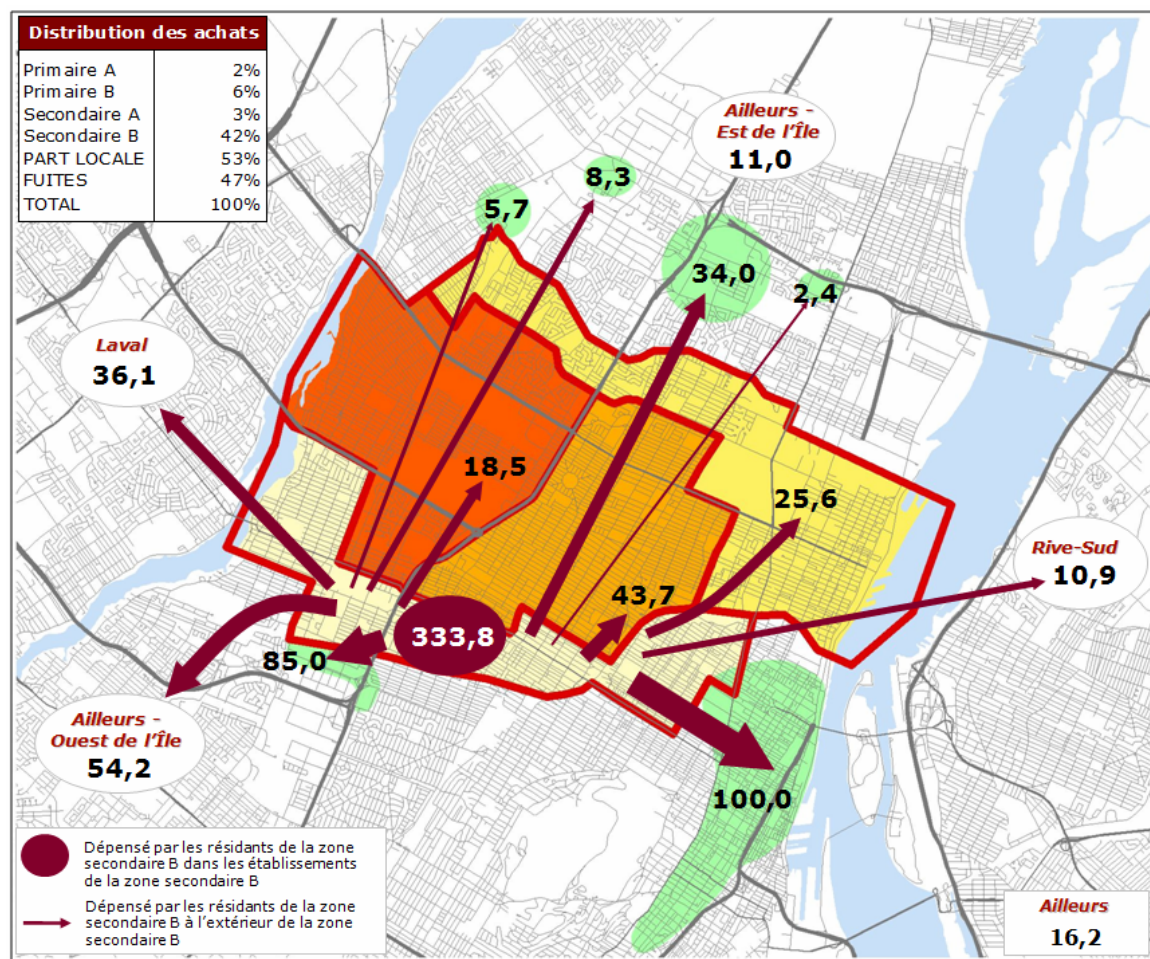 Distribution des achats
Primaire A 2%
Primaire B 6%
Secondaire A 3%
Secondaire B 42%
PART LOCALE 53%
FUITES 47%
TOTAL 100%
Ailleurs -
Est de l'Île
11,0
8,3
5,7
34,0
2,4
Laval
36,1
18,5
25,6
Rive-Sud
10,9
43,7
333,8
85,0
Ailleurs -
Ouest de l'Île
54,2
100,0
Dépensé par les résidants de la zone
secondaire B dans les établissements
de la zone secondaire B
Dépensé par les résidants de la zone
secondaire B à l'extérieur de la zone
secondaire B
Ailleurs
16,2